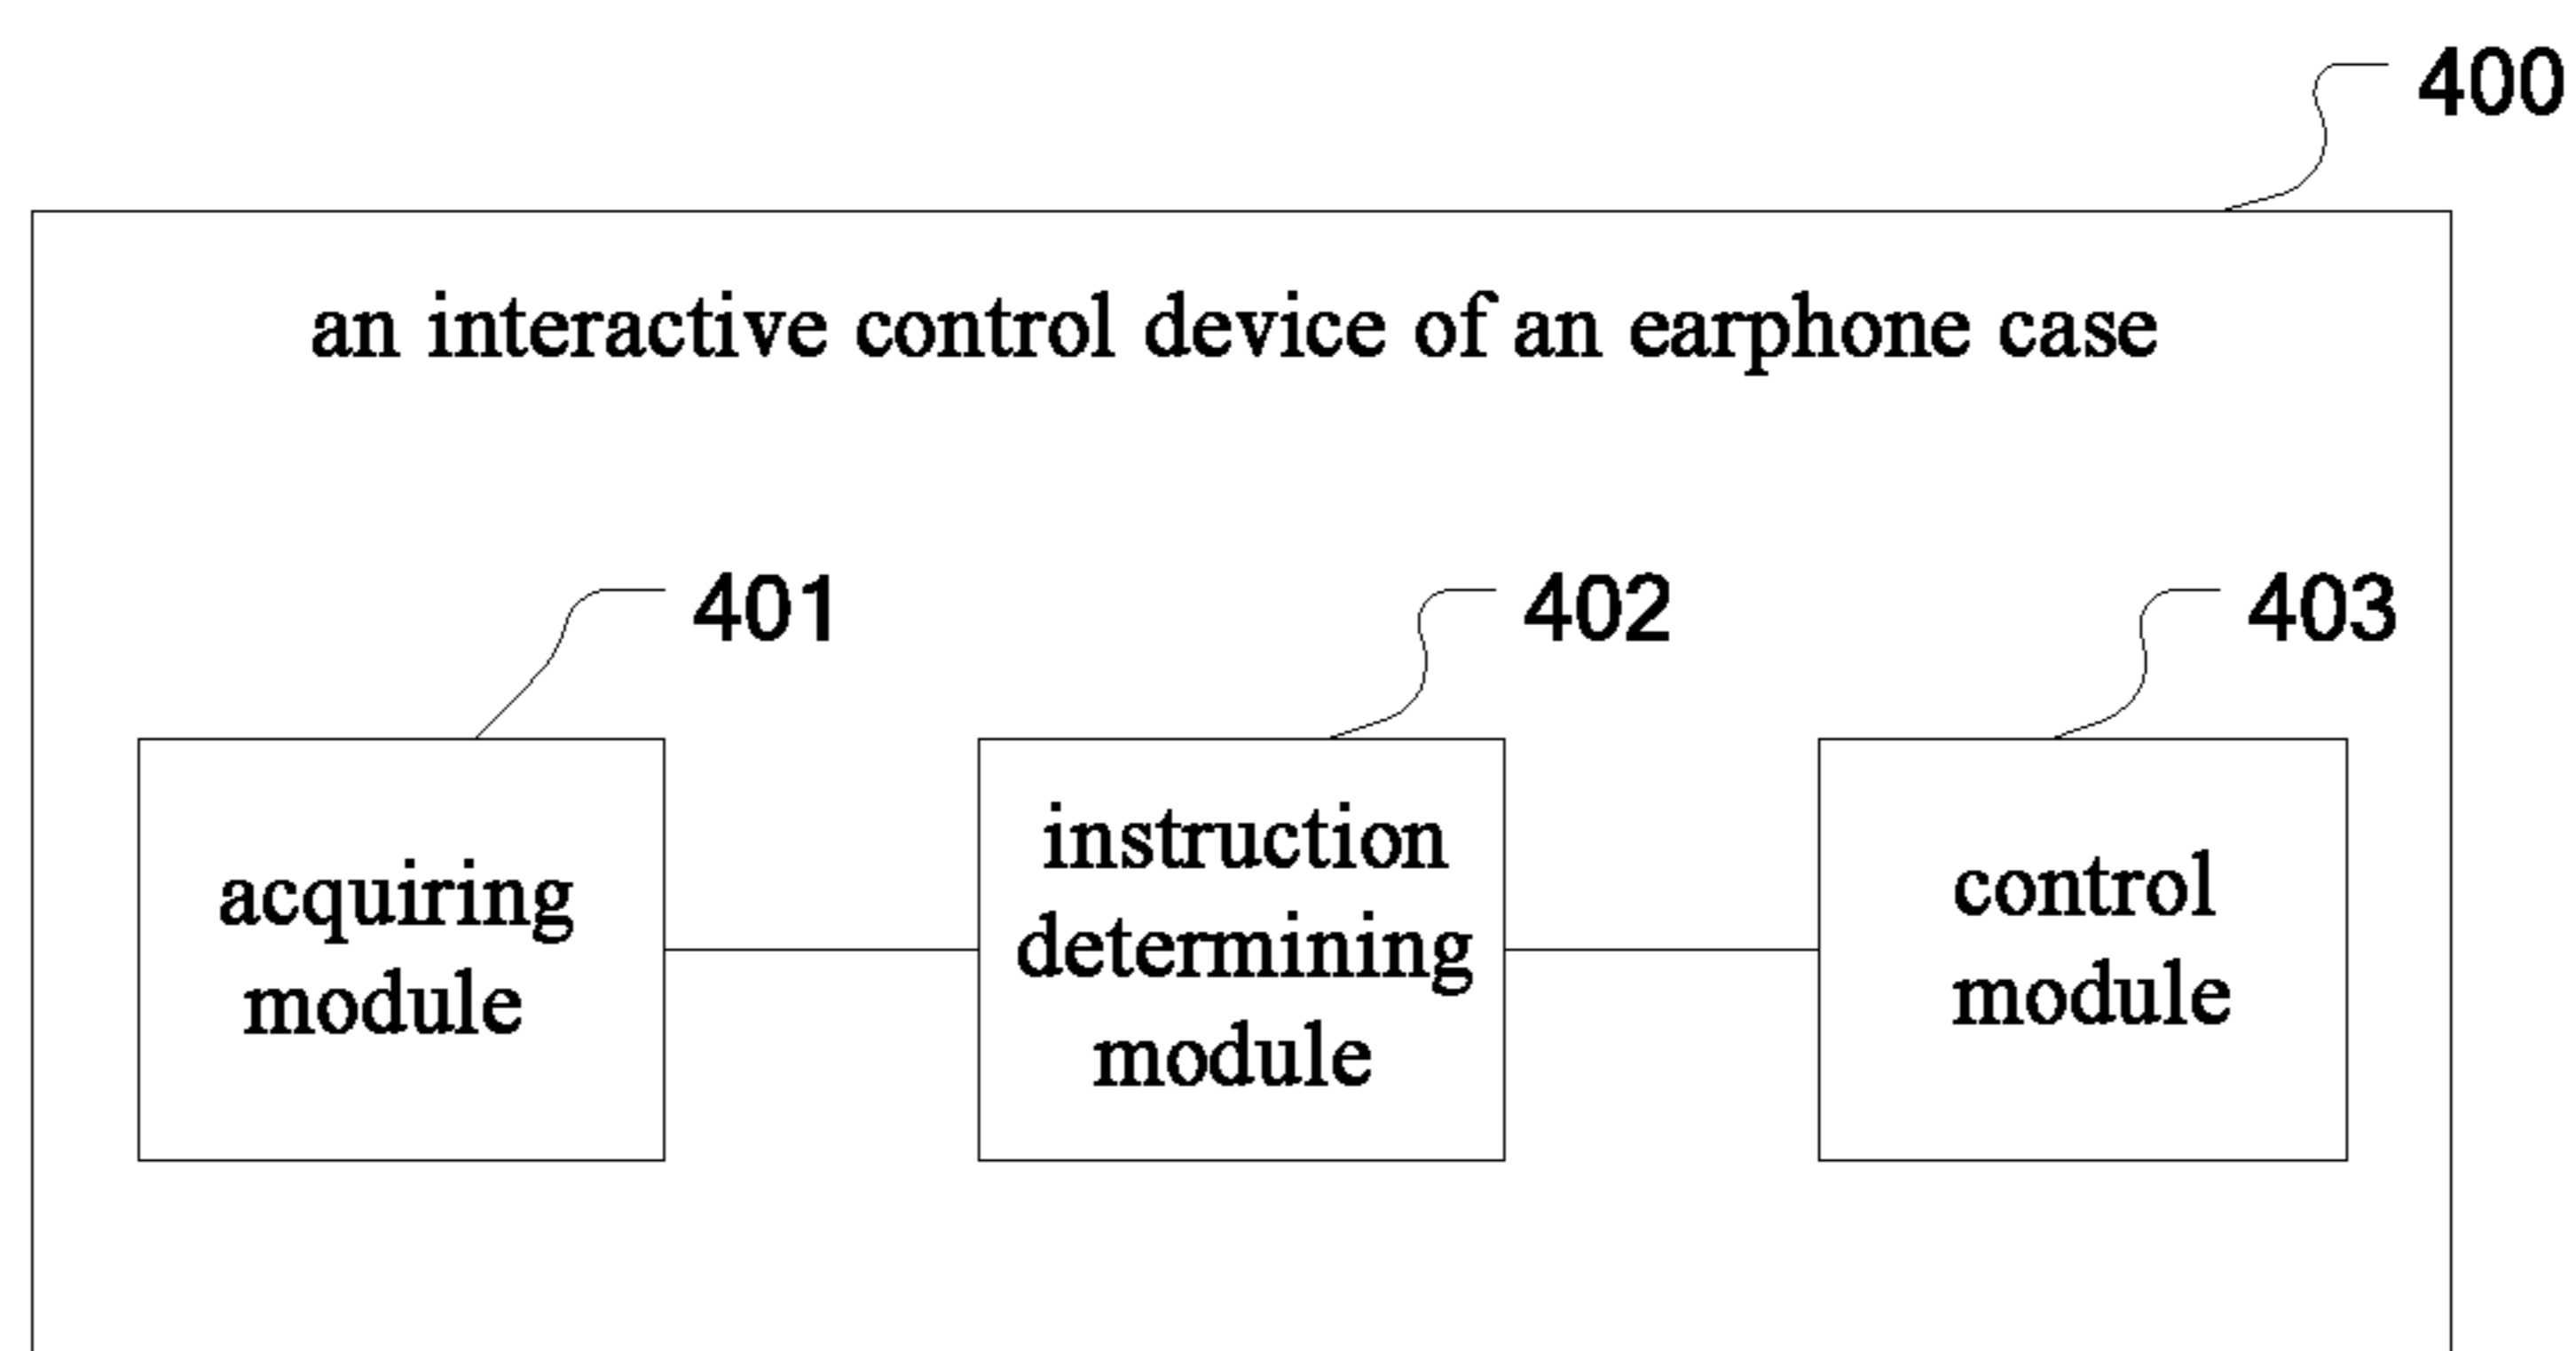 400
an interactive control device of an earphone case
401
402
403
acquiring
module
instruction
determining
module
control
module